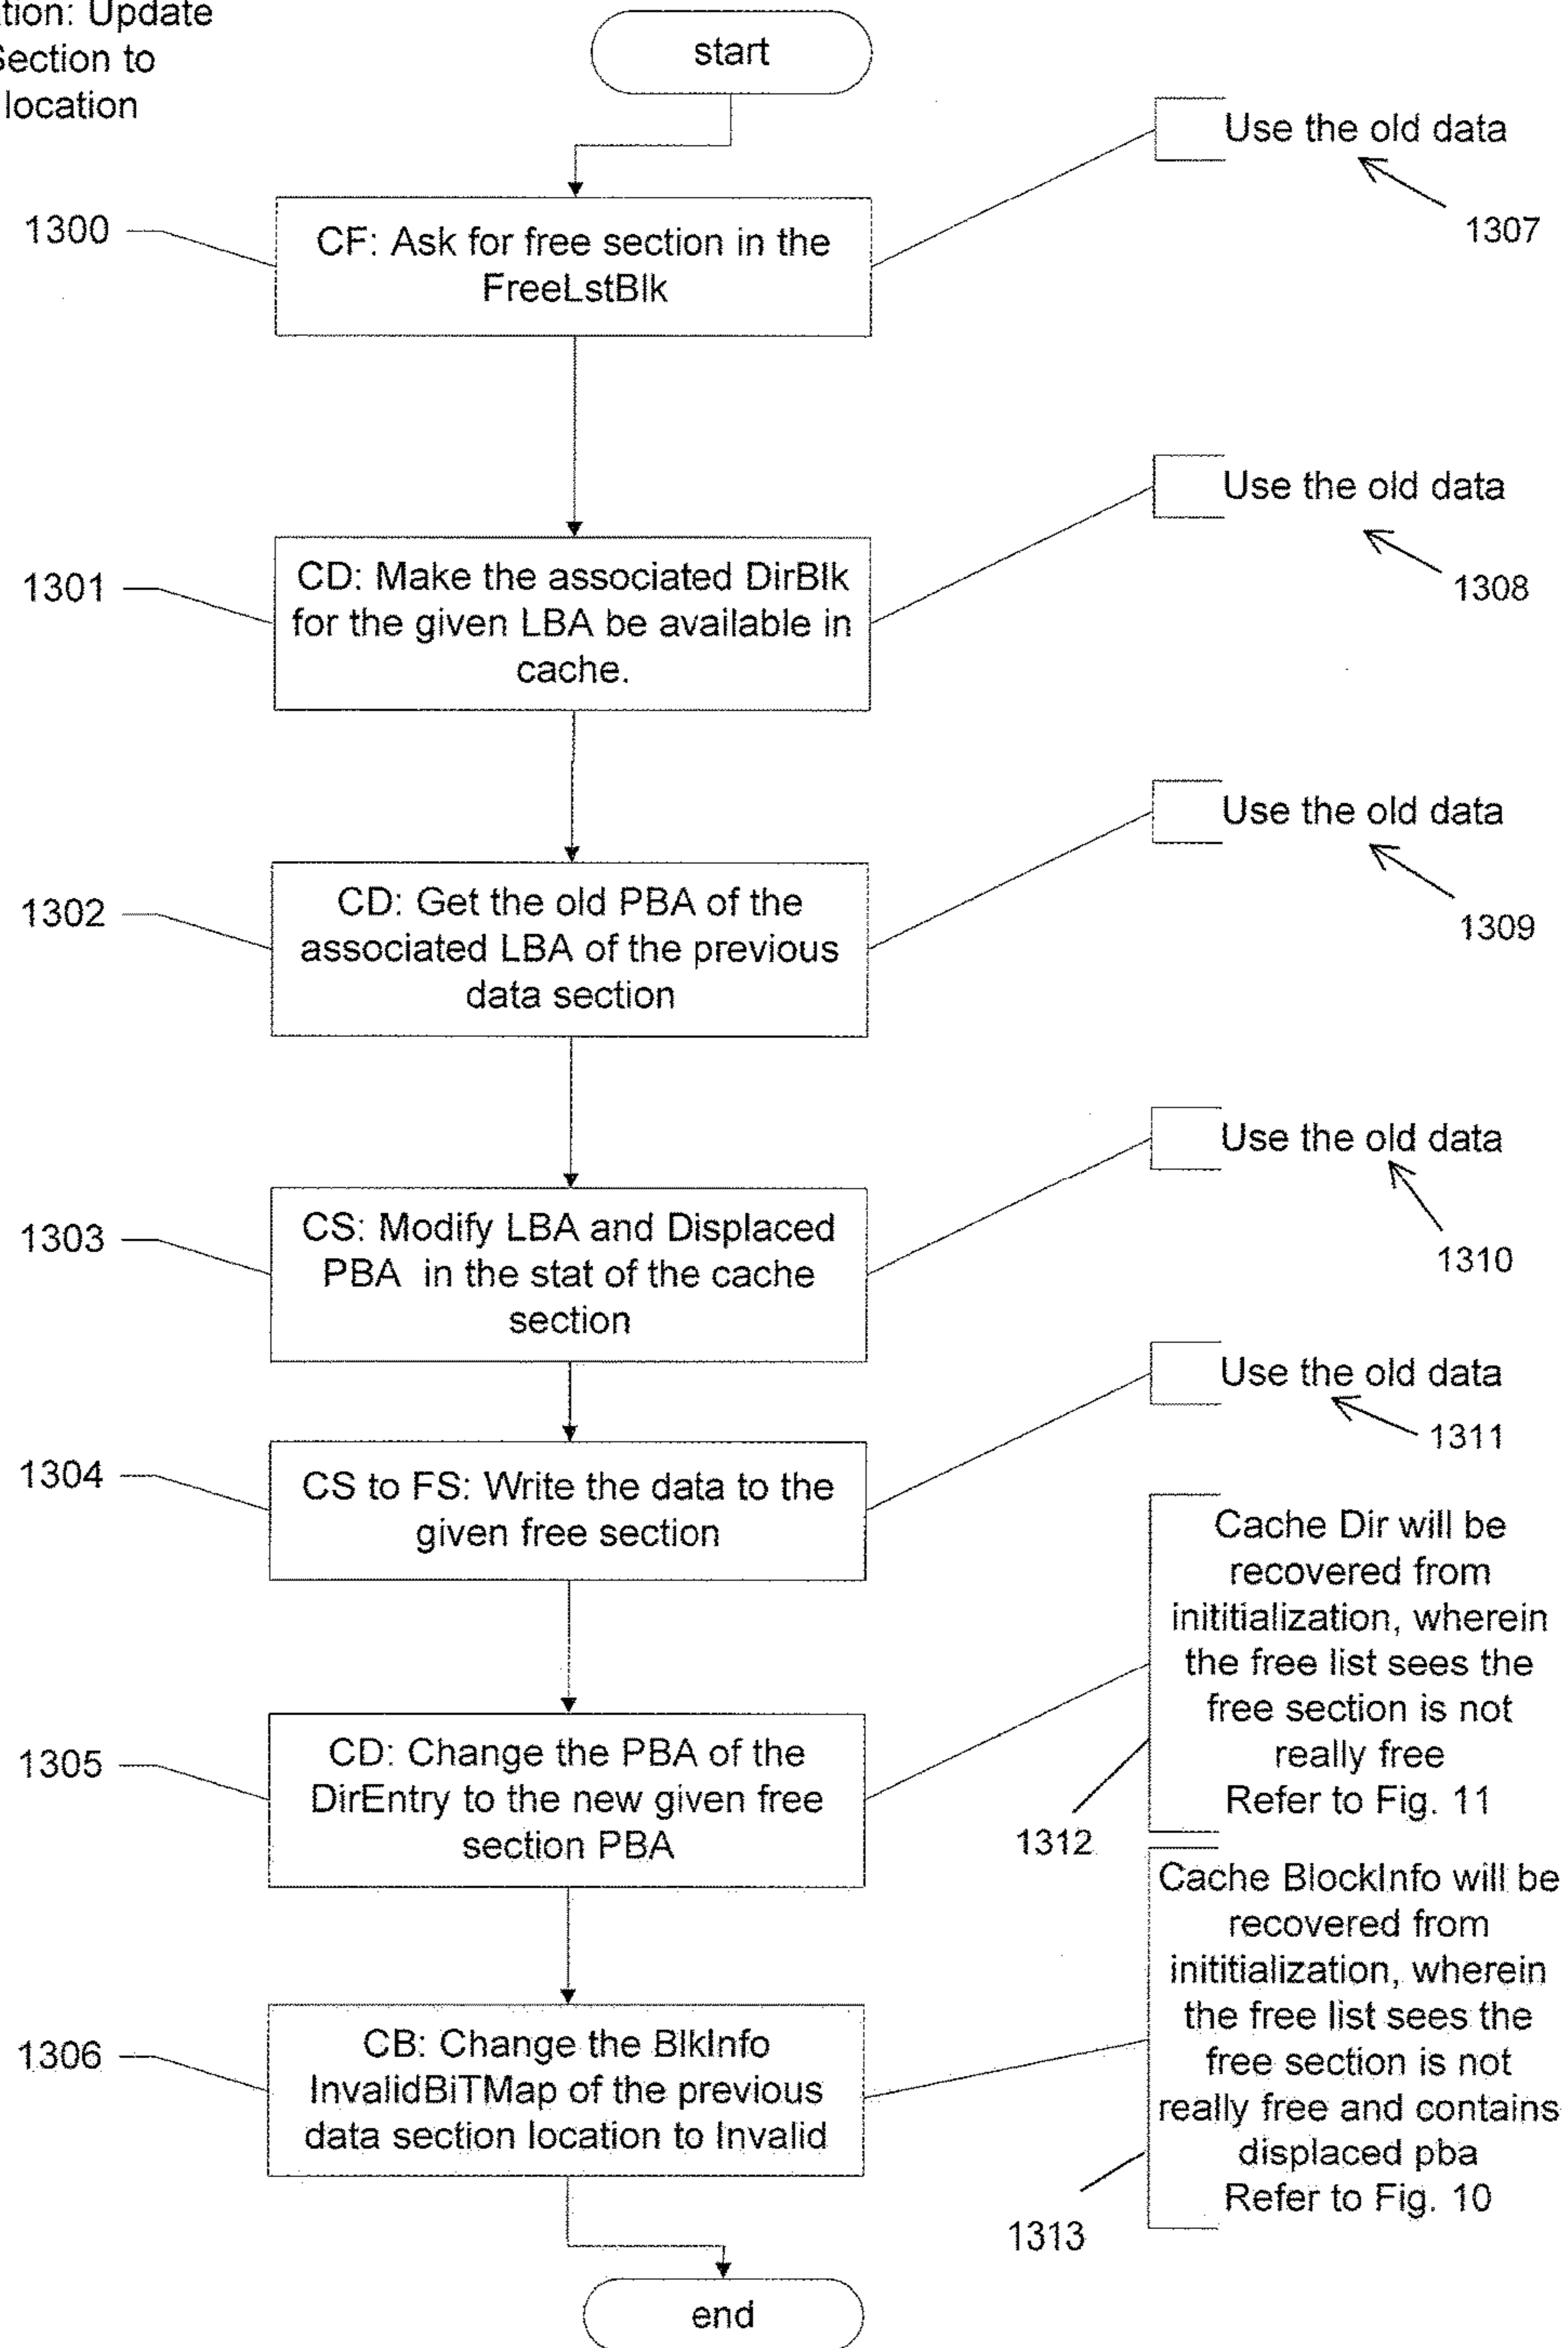 tion: Update
Section to
location
start
Use the old data
1307
1300
CF: Ask for free section in the
FreeLstBlk
Use the old data
1308
1301
CD: Make the associated DirBlk
for the given LBA be available in
cache.
Use the old data
1309
1302
CD: Get the old PBA of the
associated LBA of the previous
data section
Use the old data
1310
1303
CS: Modify LBA and Displaced
PBA in the stat of the cache
section
Use the old data
1311
1304
CS to FS: Write the data to the
given free section
Cache Dir will be
recovered from
inititialization, wherein
the free list sees the
free section is not
really free
Refer to Fig. 11
1312
1305
CD: Change the PBA of the
DirEntry to the new given free
section PBA
Cache BlockInfo will be
recovered from
inititialization, wherein
the free list sees the
free section is not
really free and contains
displaced pba
Refer to Fig. 10
1313
1306
CB: Change the BlkInfo
InvalidBiTMap of the previous
data section location to Invalid
end